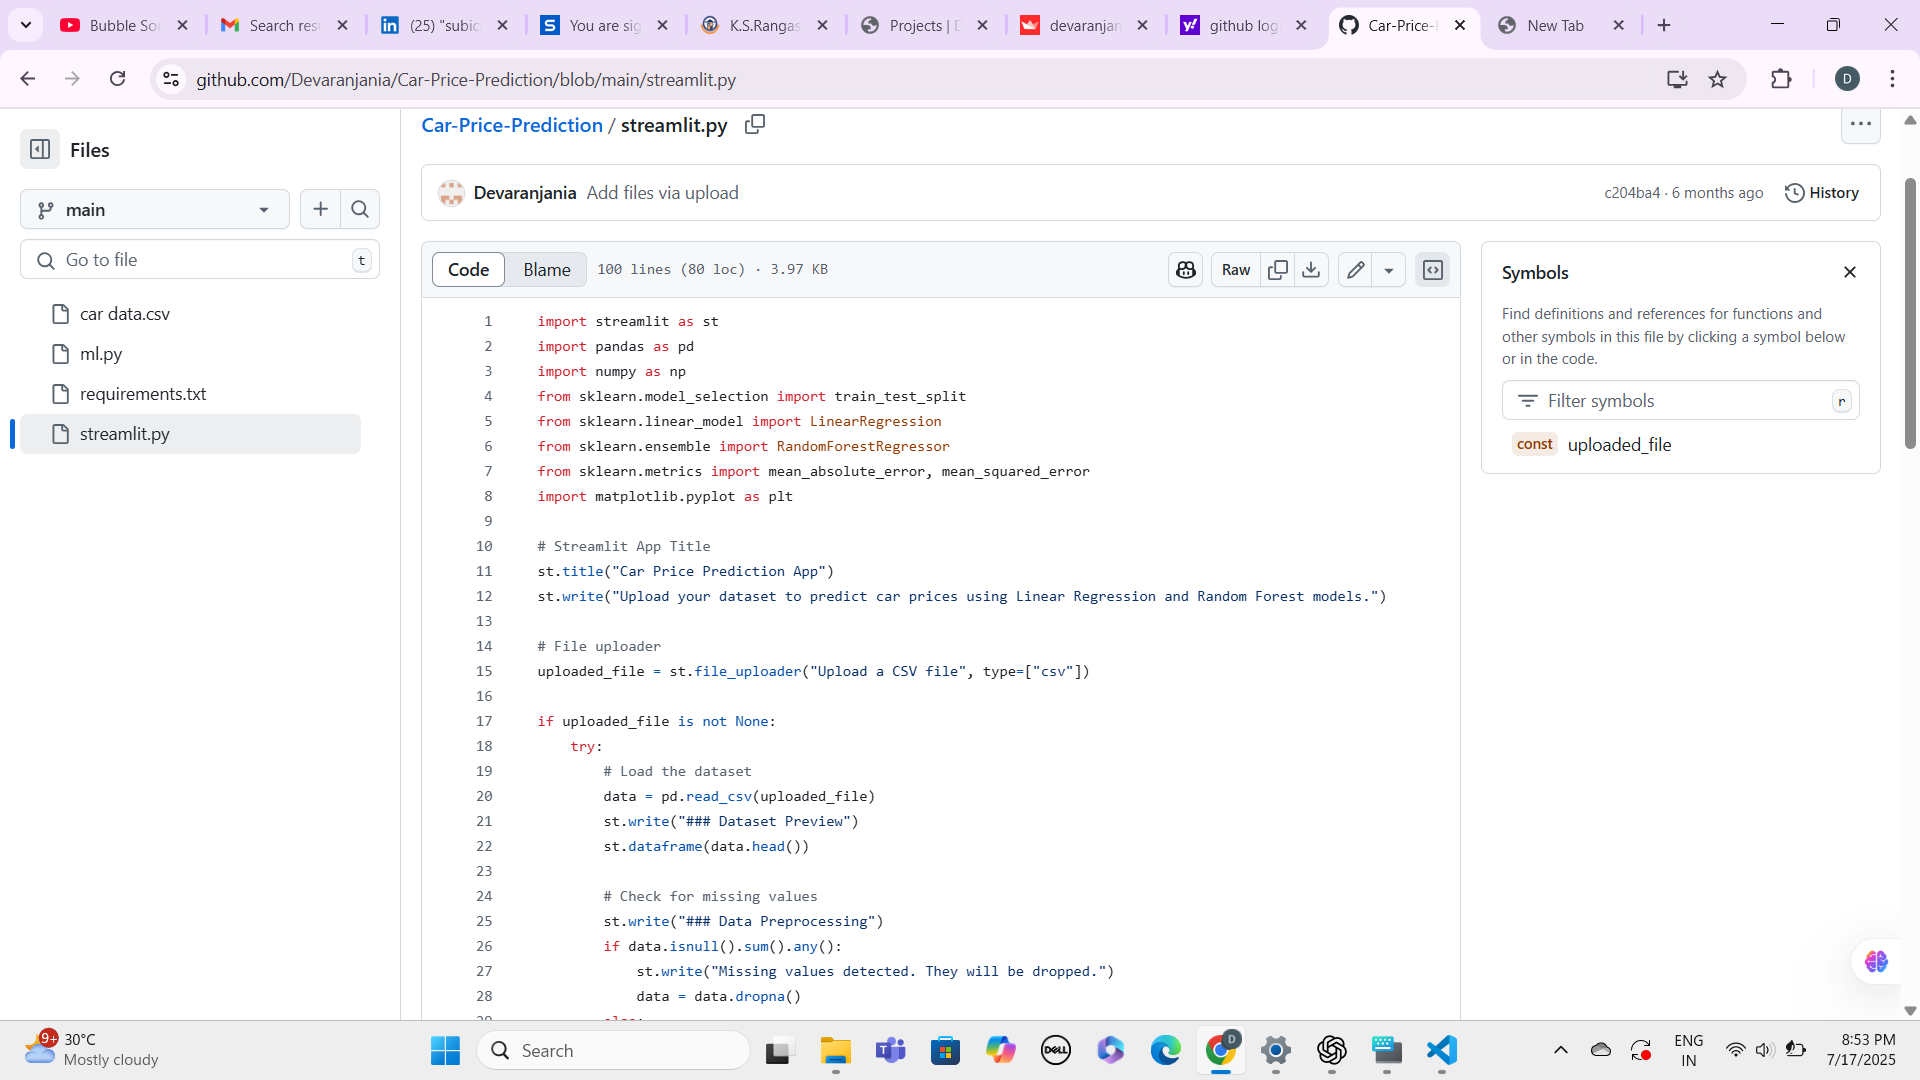 Bubble Sor
Search resu
(25) "subic
You are sig
K.S.Rangas
Projects | D
devaranjan
github log
Car-Price-P
New Tab
github.com/Devaranjania/Car-Price-Prediction/blob/main/streamlit.py
D
Files
main
Go to file
t
car data.csv
ml.py
requirements.txt
streamlit.py
Car-Price-Prediction / streamlit.py
Devaranjania Add files via upload
c204ba4 · 6 months ago
History
Code
Blame
100 lines (80 loc) · 3.97 KB
Raw
1 import streamlit as st
2 import pandas as pd
3 import numpy as np
4 from sklearn.model_selection import train_test_split
5 from sklearn.linear_model import LinearRegression
6 from sklearn.ensemble import RandomForestRegressor
7 from sklearn.metrics import mean_absolute_error, mean_squared_error
8 import matplotlib.pyplot as plt
9
10 # Streamlit App Title
11 st.title("Car Price Prediction App")
12 st.write("Upload your dataset to predict car prices using Linear Regression and Random Forest models.")
13
14 # File uploader
15 uploaded_file = st.file_uploader("Upload a CSV file", type=["csv"])
16
17 if uploaded_file is not None:
18 try:
19 # Load the dataset
20 data = pd.read_csv(uploaded_file)
21 st.write("### Dataset Preview")
22 st.dataframe(data.head())
23
24 # Check for missing values
25 st.write("### Data Preprocessing")
26 if data.isnull().sum().any():
27 st.write("Missing values detected. They will be dropped.")
28 data = data.dropna()
29 else:
Symbols
Find definitions and references for functions and
other symbols in this file by clicking a symbol below
or in the code.
Filter symbols
r
const uploaded_file
9+
30°C
Mostly cloudy
Search
DELL
D
ENG
IN
8:53 PM
7/17/2025